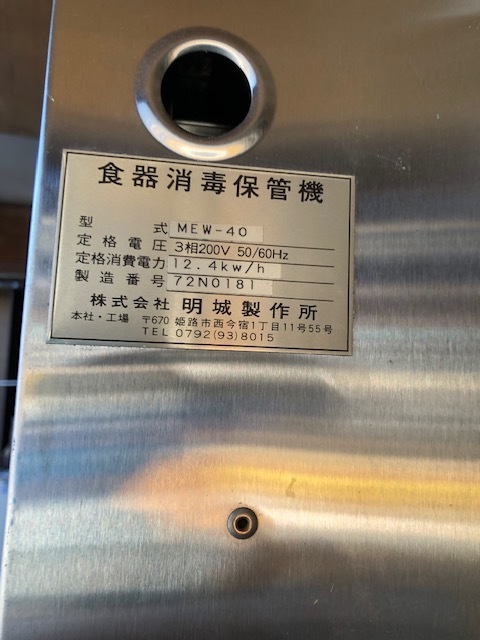 食器消毒保管機
型式 MEW-40
定格電圧 3相200V 50/60Hz
定格消費電力 12.4kw/h
製造番号 72N0181
株式会社 明城製作所
本社・工場 〒670 姫路市西今宿1丁目11号55号
TEL 0792(93)8015